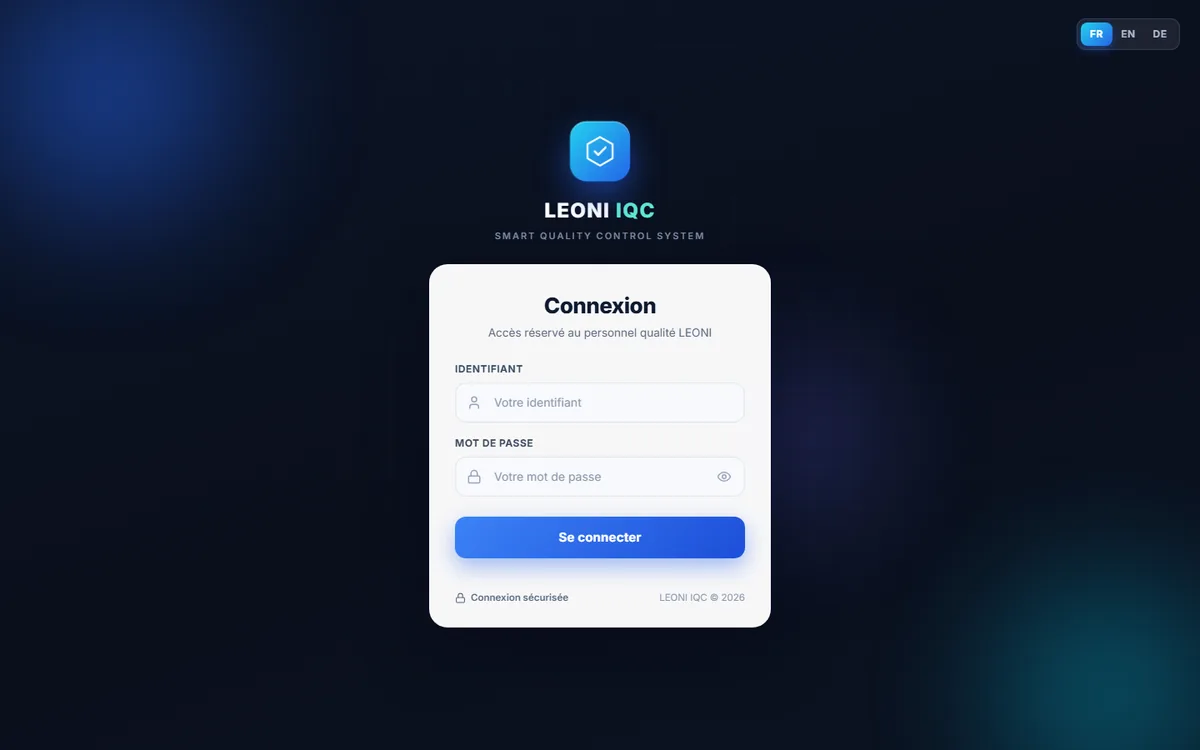 FR EN DE
LEONI IQC
SMART QUALITY CONTROL SYSTEM
Connexion
Accès réservé au personnel qualité LEONI
IDENTIFIANT
Votre identifiant
MOT DE PASSE
Votre mot de passe
Se connecter
Connexion sécurisée LEONI IQC © 2026